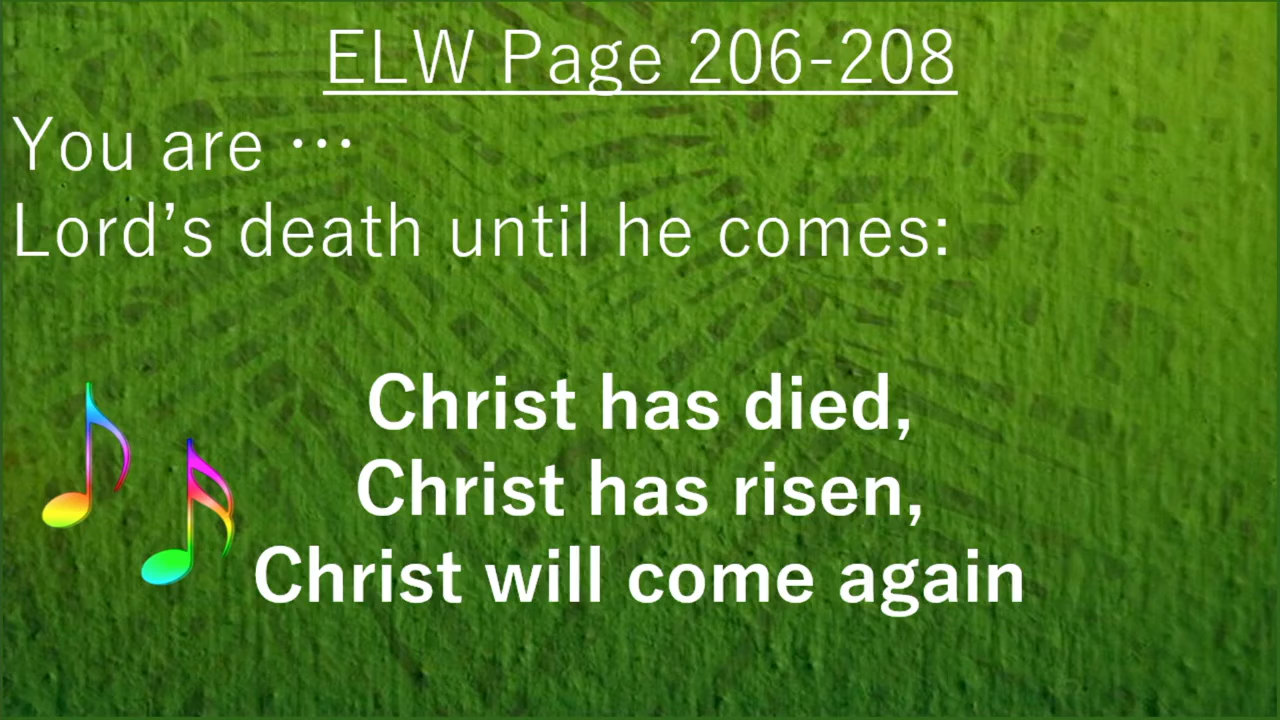 ELW Page 206-208
You are …
Lord’s death until he comes:
Christ has died,
Christ has risen,
Christ will come again